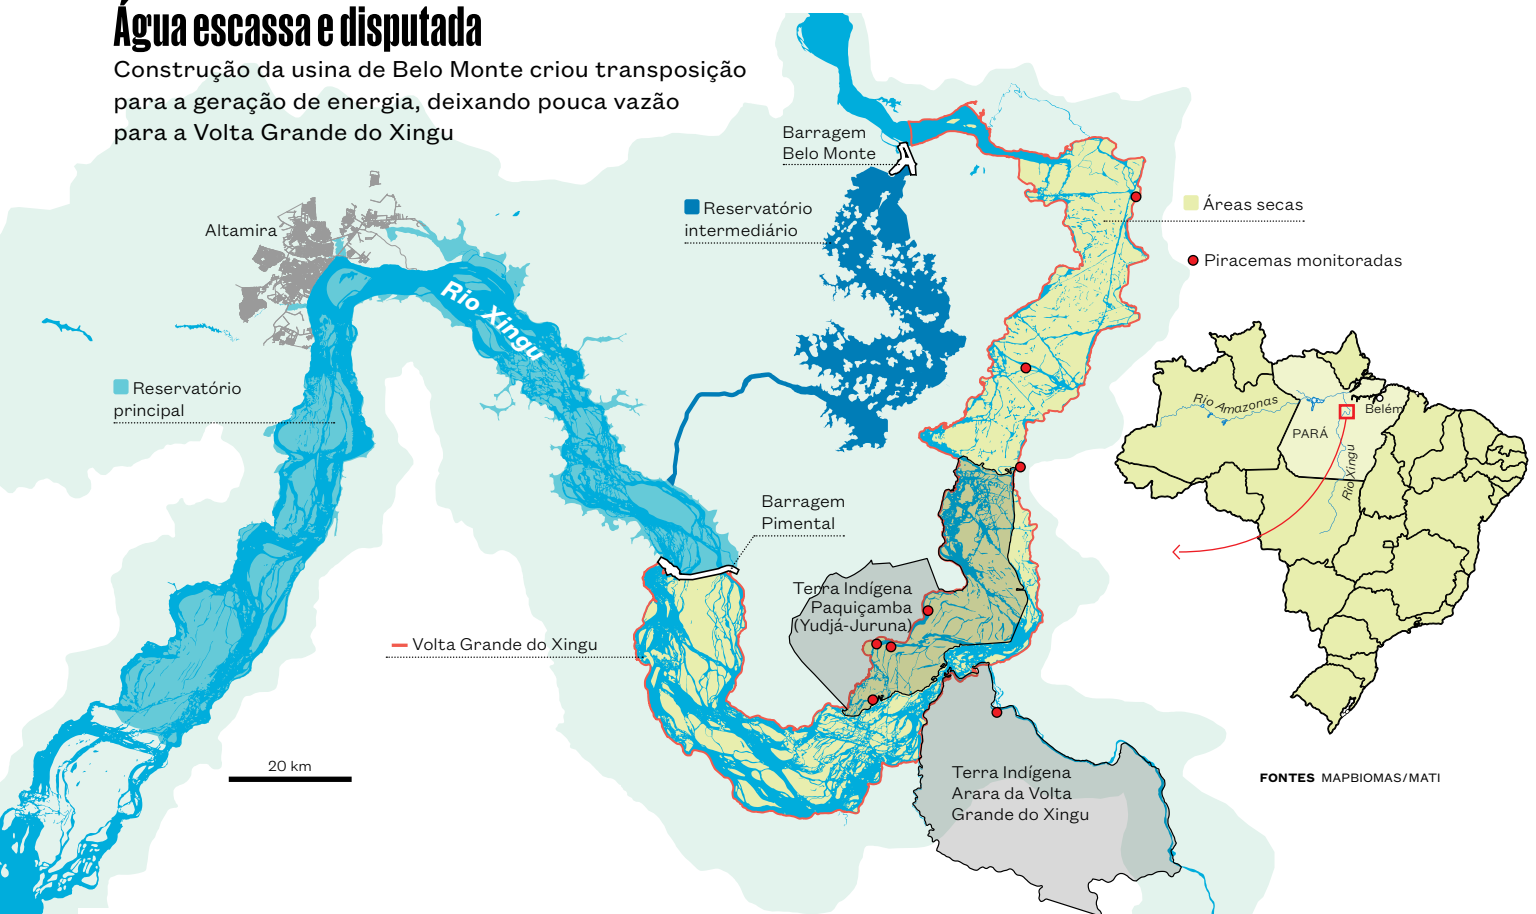 Água escassa e disputada
Construção da usina de Belo Monte criou transposição
para a geração de energia, deixando pouca vazão
para a Volta Grande do Xingu
Barragem
Belo Monte
Reservatório
intermediário
Altamira
Áreas secas
Piracemas monitoradas
Rio Xingu
Reservatório
principal
Rio Amazonas
Belém
PARÁ
Rio Xingu
Barragem
Pimental
Terra Indígena
Paquiçamba
(Yudjá-Juruna)
Volta Grande do Xingu
20 km
Terra Indígena
Arara da Volta
Grande do Xingu
FONTES MAPBIOMAS/MATI